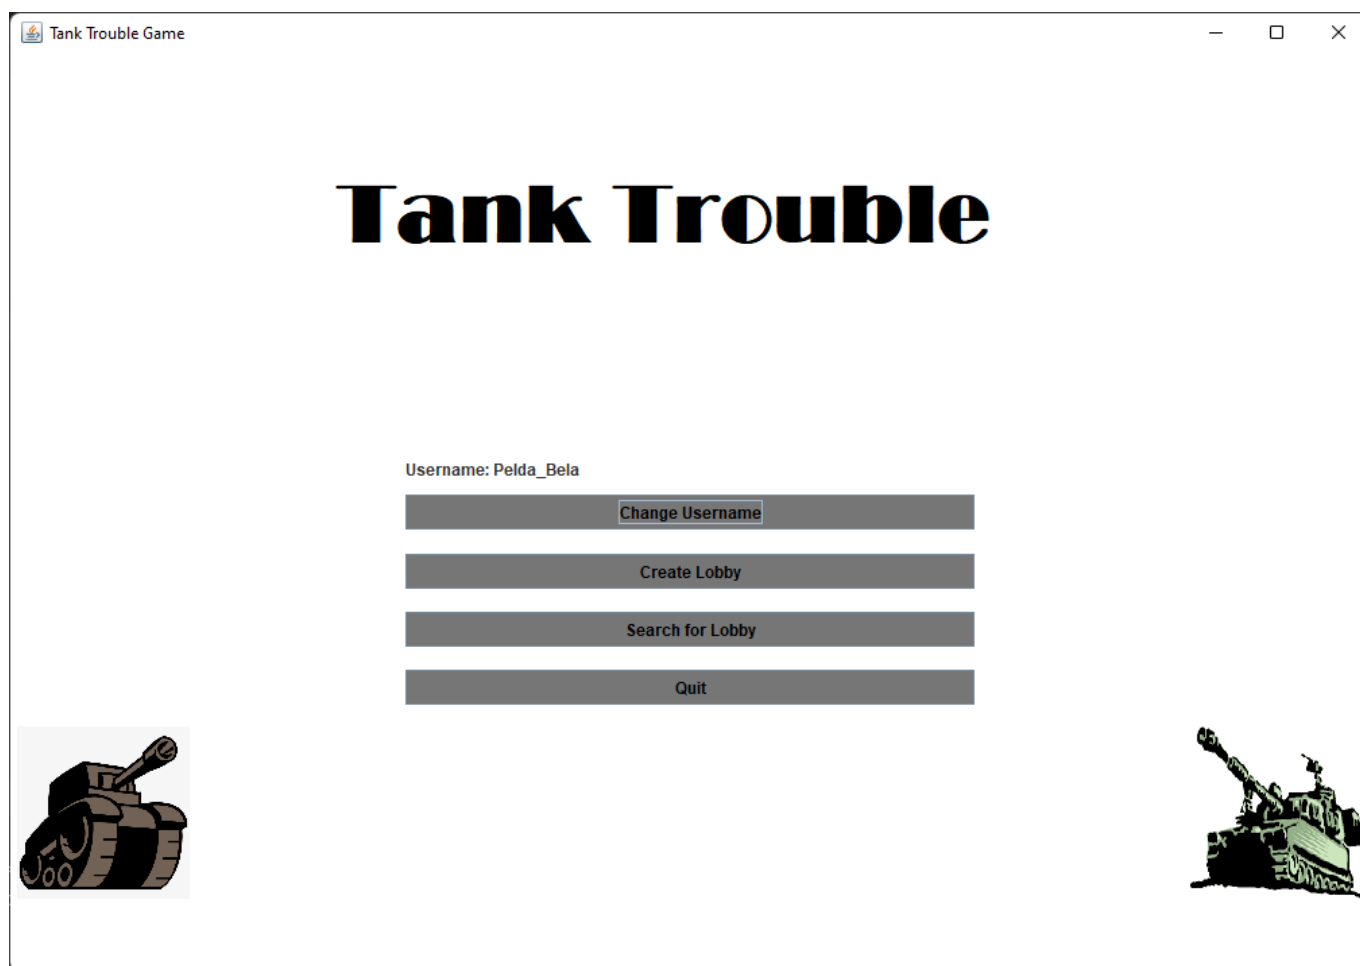 Tank Trouble Game
Tank Trouble
Username: Pelda_Bela
Change Username
Create Lobby
Search for Lobby
Quit